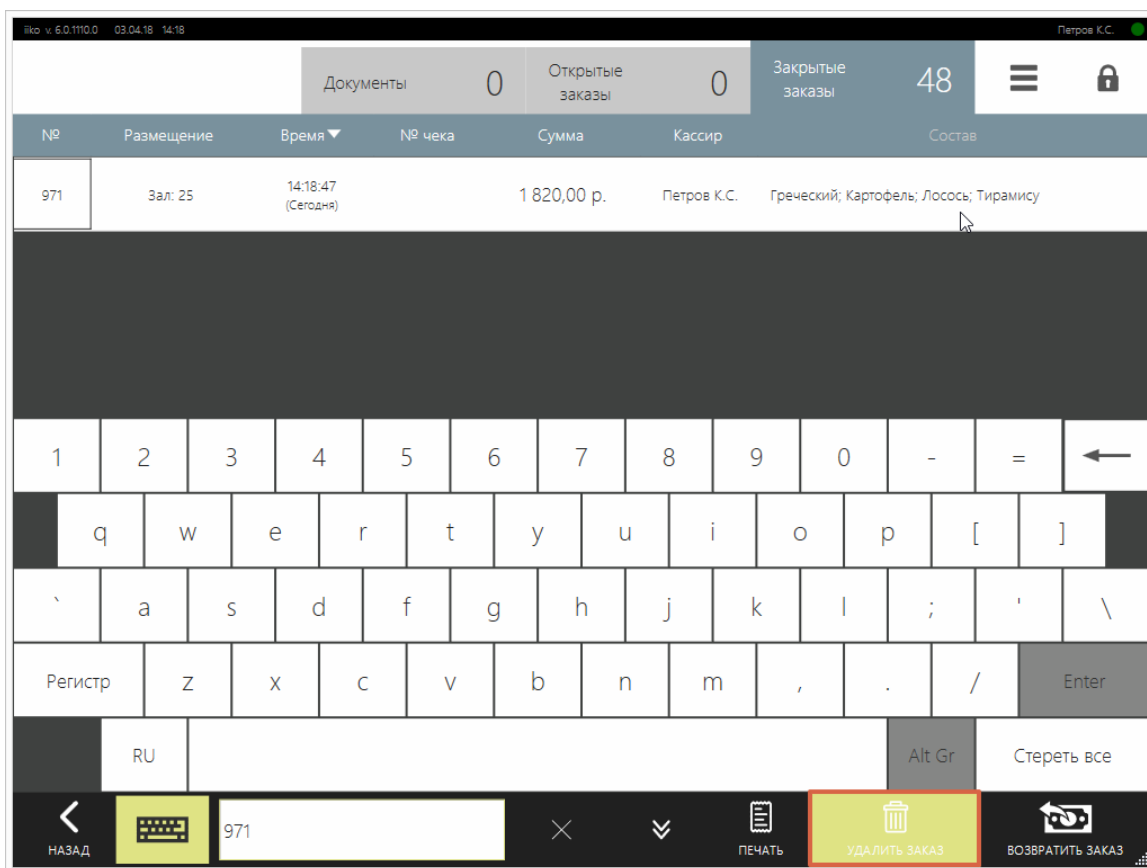 iiko v. 6.0.1110.0 03.04.18 14:18 Петров К.С.
Документы 0 Открытые заказы 0 Закрытые заказы 48
№ Размещение Время № чека Сумма Кассир Состав
971 Зал: 25 14:18:47 (Сегодня) 1 820,00 р. Петров К.С. Греческий; Картофель; Лосось; Тирамису
1 2 3 4 5 6 7 8 9 0 - =
q w e r t y u i o p [ ]
` a s d f g h j k l ; ' \
Регистр z x c v b n m , . / Enter
RU Alt Gr Стереть все
НАЗАД 971 ПЕЧАТЬ УДАЛИТЬ ЗАКАЗ ВОЗВРАТИТЬ ЗАКАЗ